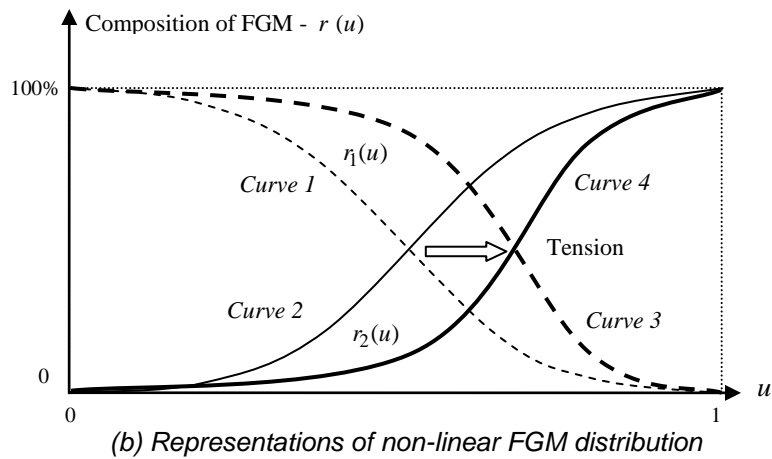 Composition of FGM - r (u)
100%
r₁(u)
Curve 1
Curve 4
Tension
Curve 2
r₂(u)
Curve 3
0
u
0
1
(b) Representations of non-linear FGM distribution